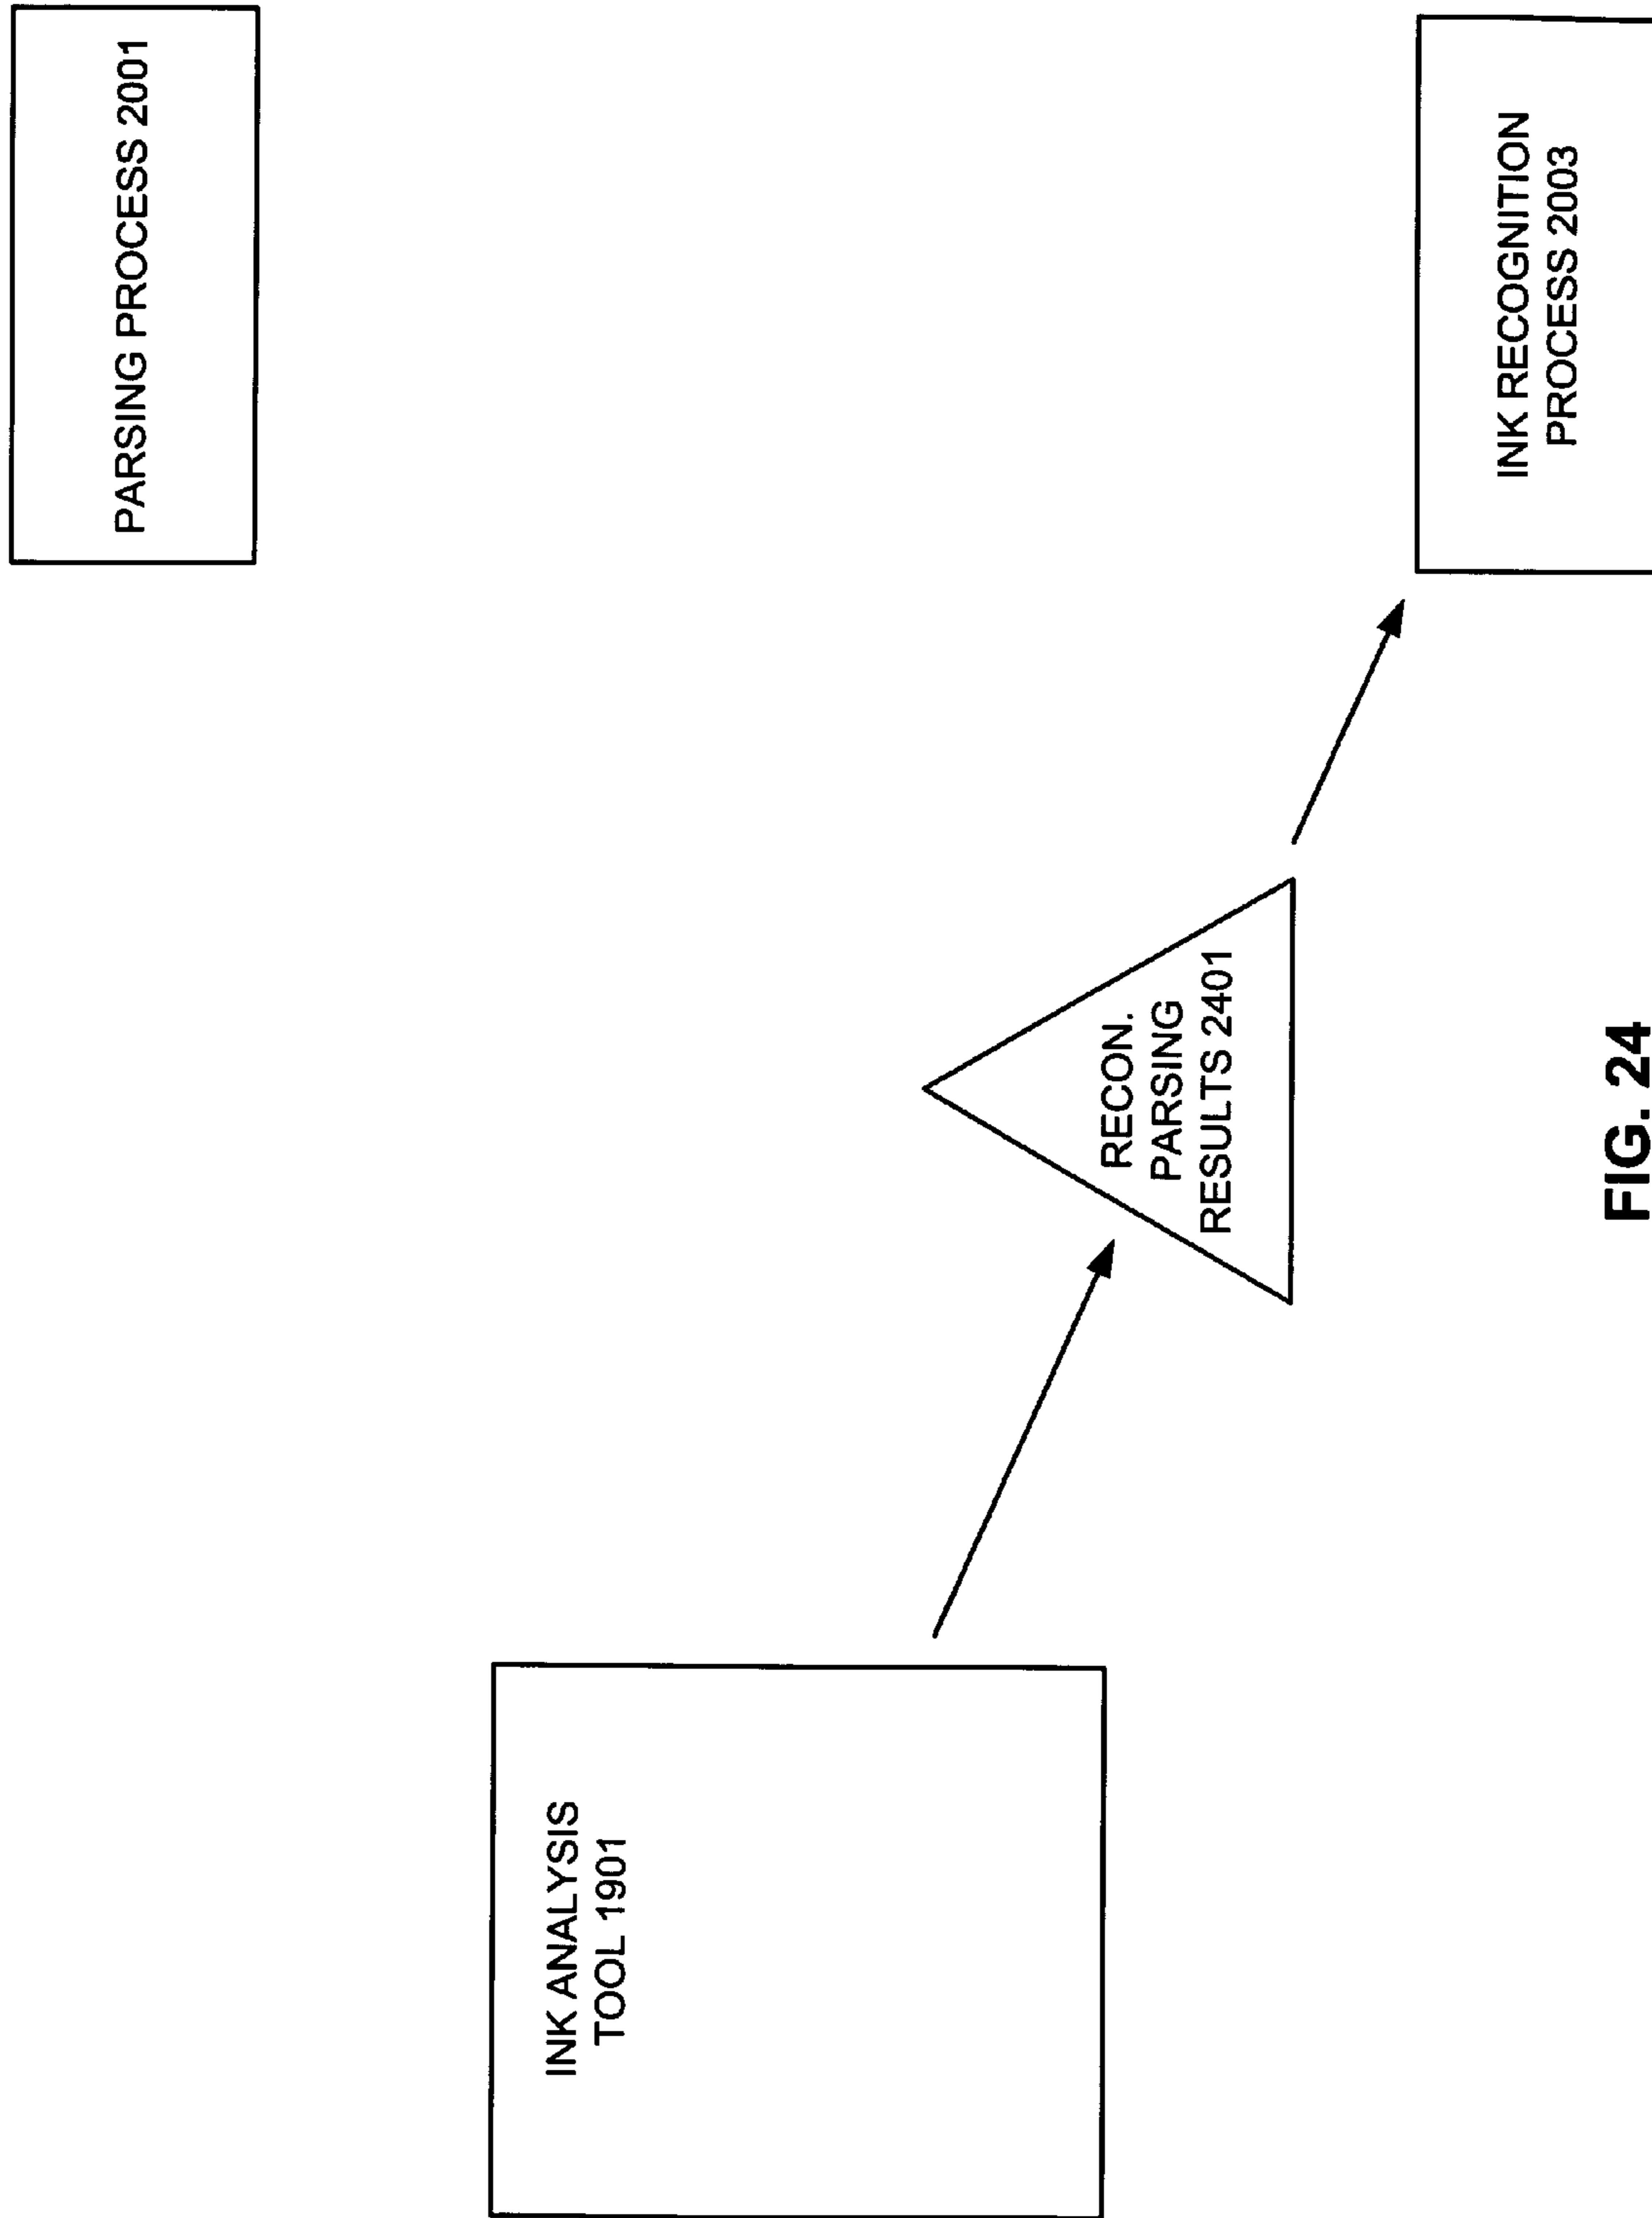 PARSING PROCESS 2001
INK ANALYSIS
TOOL 1901
RECON.
PARSING
RESULTS 2401
INK RECOGNITION
PROCESS 2003
FIG. 24